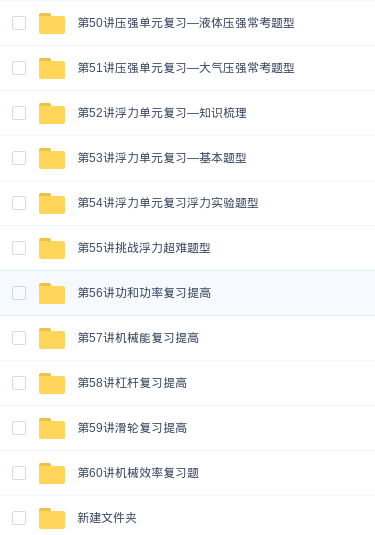 第50讲压强单元复习—液体压强常考题型
第51讲压强单元复习—大气压强常考题型
第52讲浮力单元复习—知识梳理
第53讲浮力单元复习—基本题型
第54讲浮力单元复习浮力实验题型
第55讲挑战浮力超难题型
第56讲功和功率复习提高
第57讲机械能复习提高
第58讲杠杆复习提高
第59讲滑轮复习提高
第60讲机械效率复习题
新建文件夹